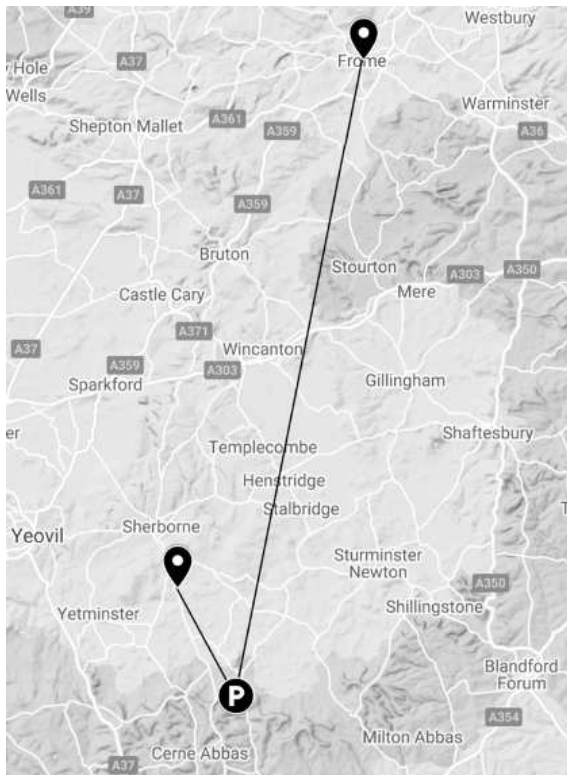 A39
Westbury
A37
Frome
Hole
Wells
Warminster
Shepton Mallet
A361
A359
A36
A361
A37
A359
Bruton
Stourton
A303
A350
Castle Cary
Mere
A371
A37
Wincanton
A359
A303
Sparkford
Gillingham
er
Templecombe
Shaftesbury
Henstridge
Stalbridge
Sherborne
Yeovil
Sturminster
Newton
A350
Shillingstone
Yetminster
Blandford
Forum
P
A354
Milton Abbas
Cerne Abbas
A37